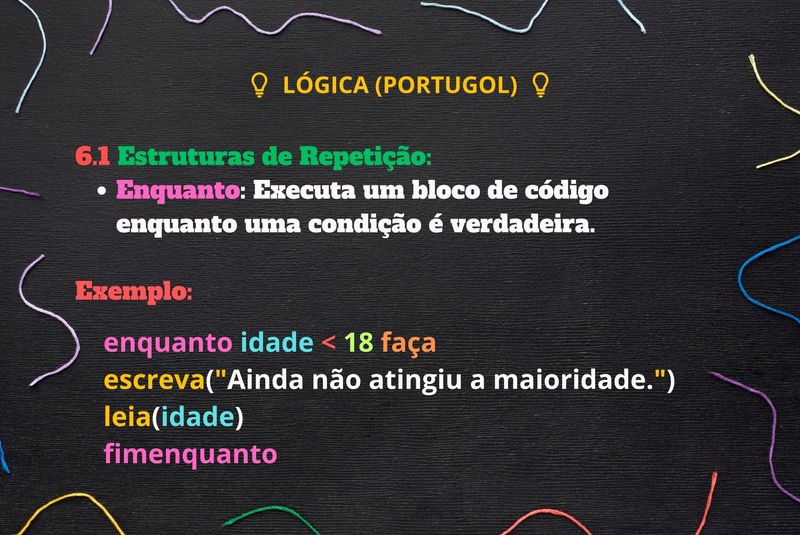 LÓGICA (PORTUGOL)
6.1 Estruturas de Repetição:
• Enquanto: Executa um bloco de código
enquanto uma condição é verdadeira.
Exemplo:
enquanto idade < 18 faça
escreva("Ainda não atingiu a maioridade.")
leia(idade)
fimenquanto